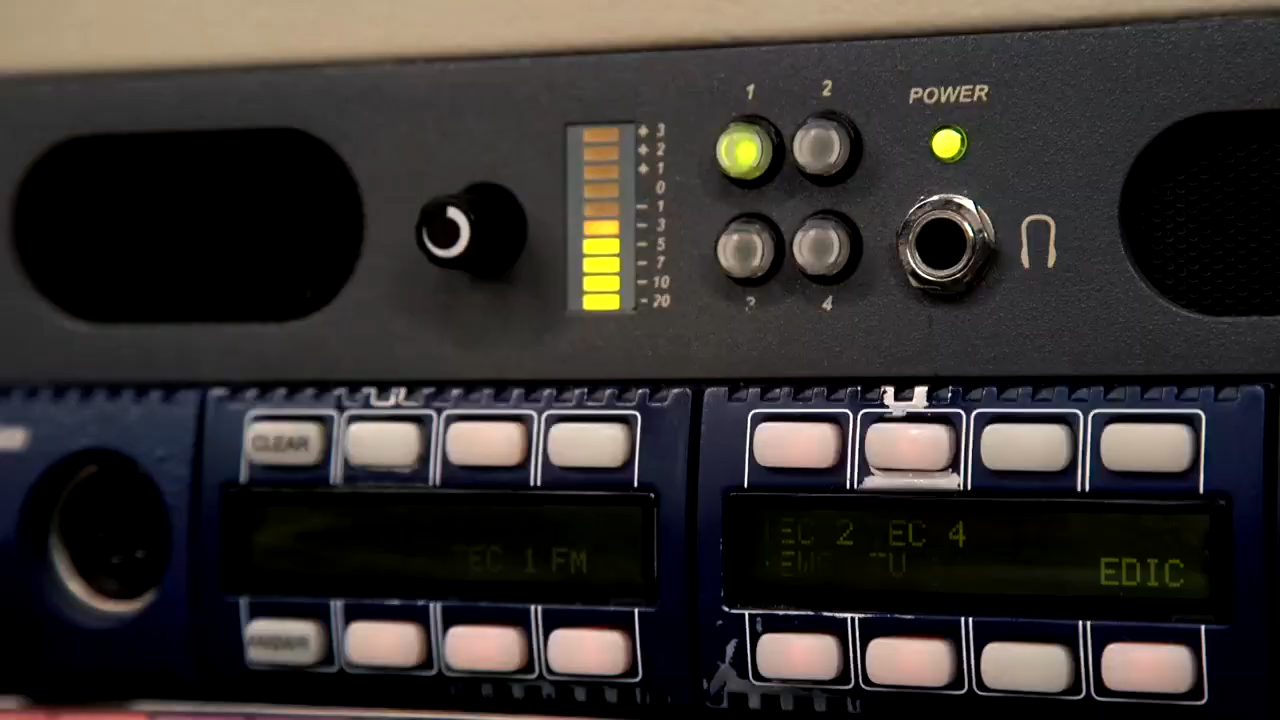 1 2 POWER
+ 3
+ 2
+ 1
0
- 1
- 3
- 5
- 7
- 10
- 20
3 4
CLEAR
EC 1 FM
EC 2 EC 4
EDIC